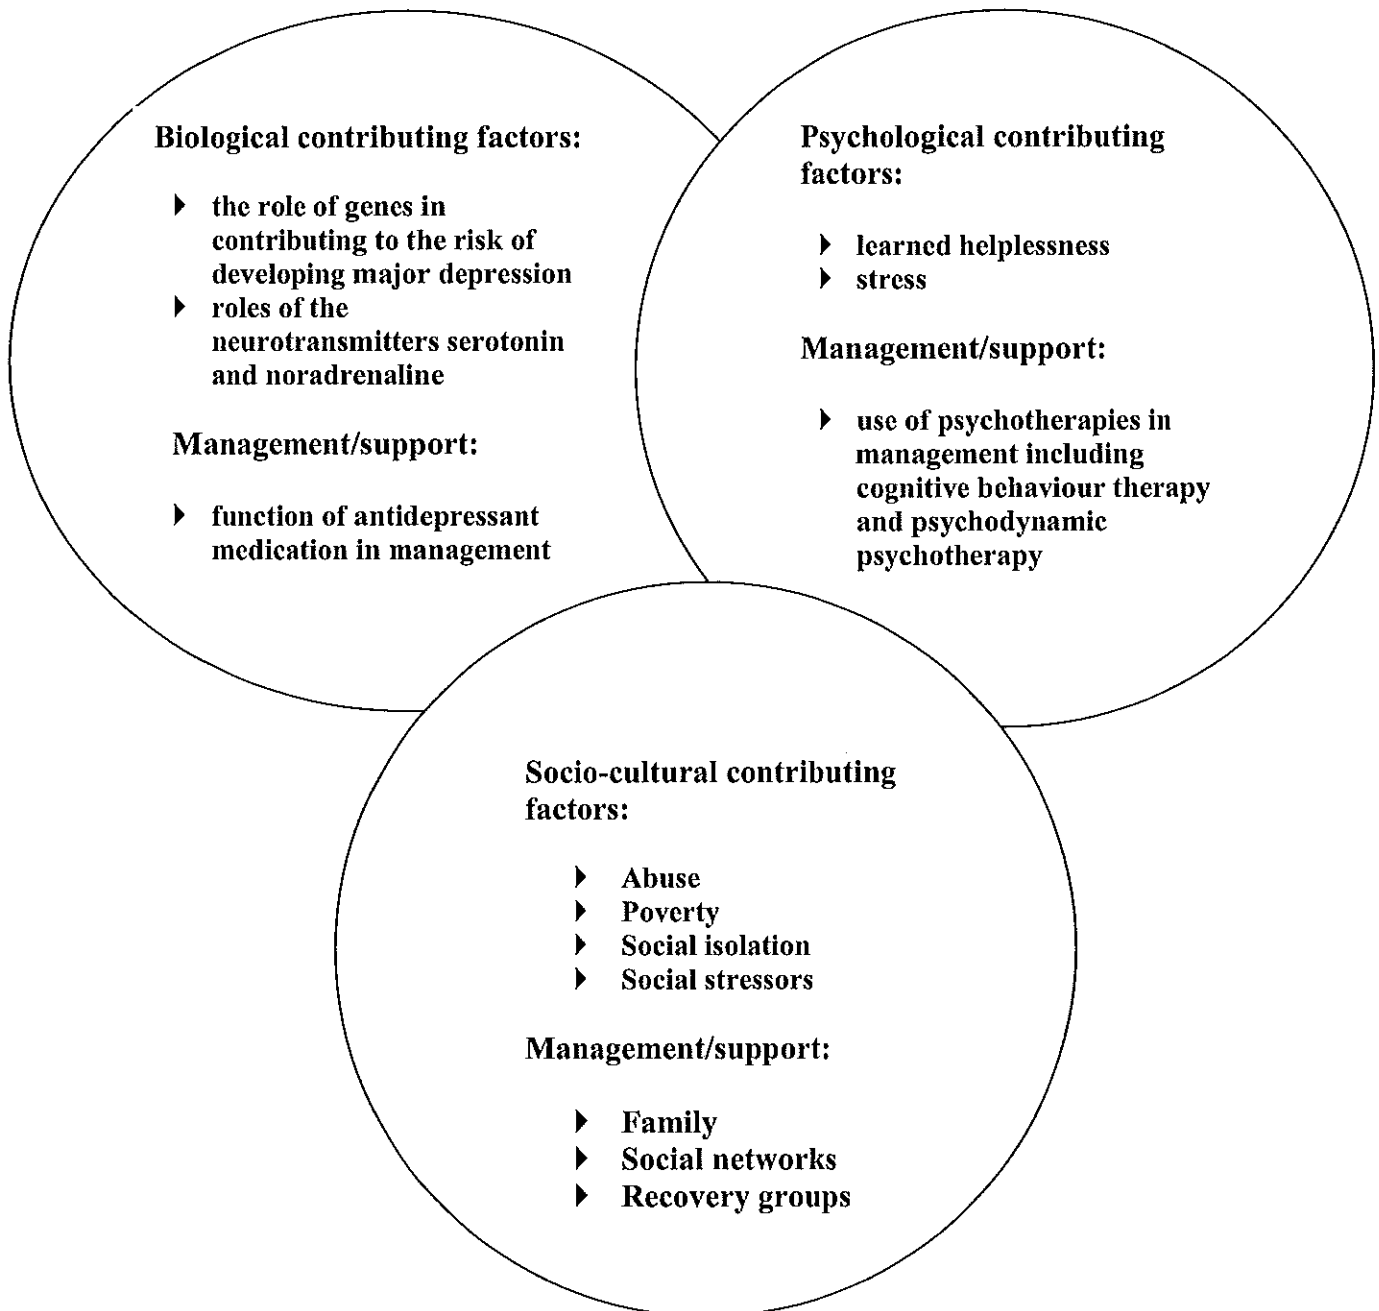 Biological contributing factors:
the role of genes in
contributing to the risk of
developing major depression
roles of the
neurotransmitters serotonin
and noradrenaline
Management/support:
function of antidepressant
medication in management
Psychological contributing
factors:
learned helplessness
stress
Management/support:
use of psychotherapies in
management including
cognitive behaviour therapy
and psychodynamic
psychotherapy
Socio-cultural contributing
factors:
Abuse
Poverty
Social isolation
Social stressors
Management/support:
Family
Social networks
Recovery groups